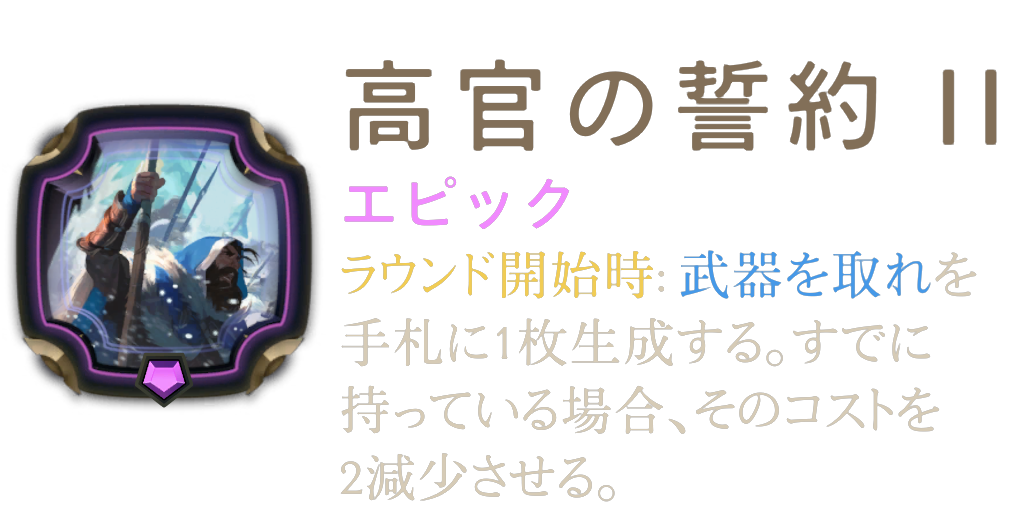 高官の誓約 II
エピック
ラウンド開始時: 武器を取れを
手札に1枚生成する。すでに
持っている場合、そのコストを
2減少させる。